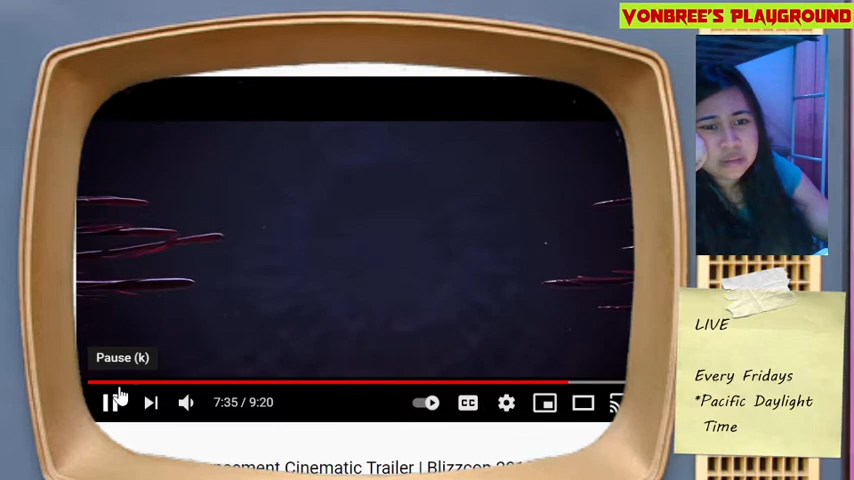 VONBREE'S PLAYGROUND
Pause (k)
7:35 / 9:20
CC
Cinematic Trailer | Blizzcon
LIVE
Every Fridays
*Pacific Daylight
Time